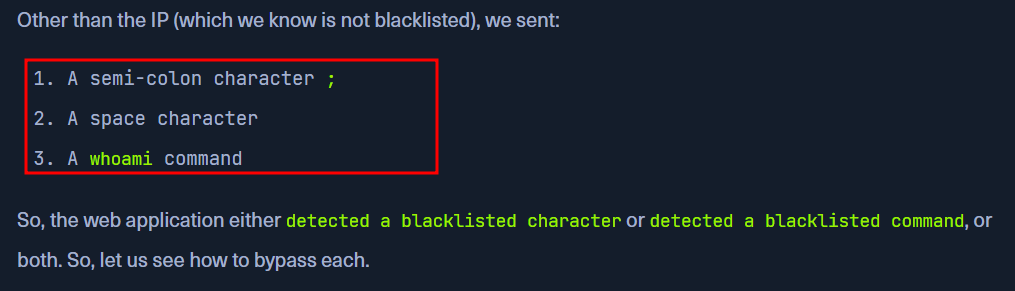 Other than the IP (which we know is not blacklisted), we sent:
1. A semi-colon character ;
2. A space character
3. A whoami command
So, the web application either detected a blacklisted character or detected a blacklisted command, or
both. So, let us see how to bypass each.